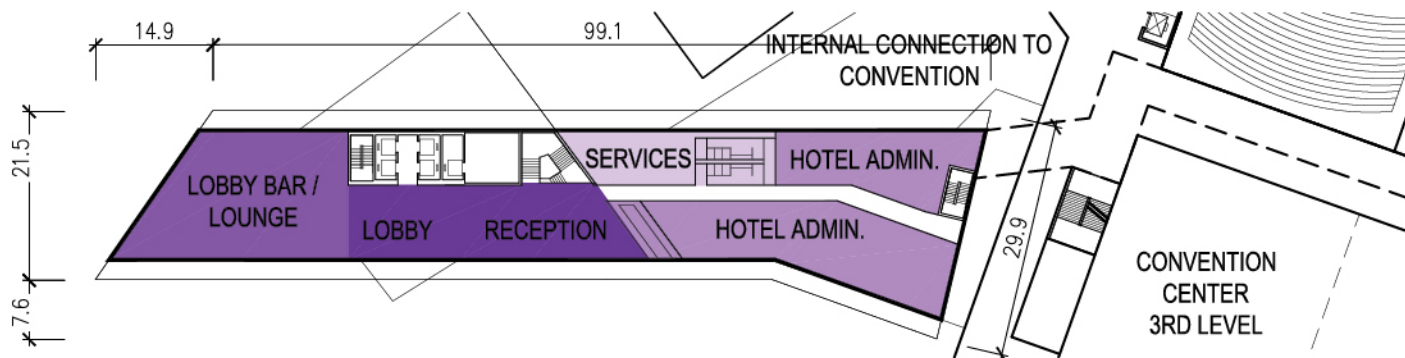 14.9
99.1
INTERNAL CONNECTION TO
CONVENTION
21.5
SERVICES
HOTEL ADMIN.
LOBBY BAR /
LOUNGE
LOBBY
RECEPTION
HOTEL ADMIN.
29.9
7.6
CONVENTION
CENTER
3RD LEVEL